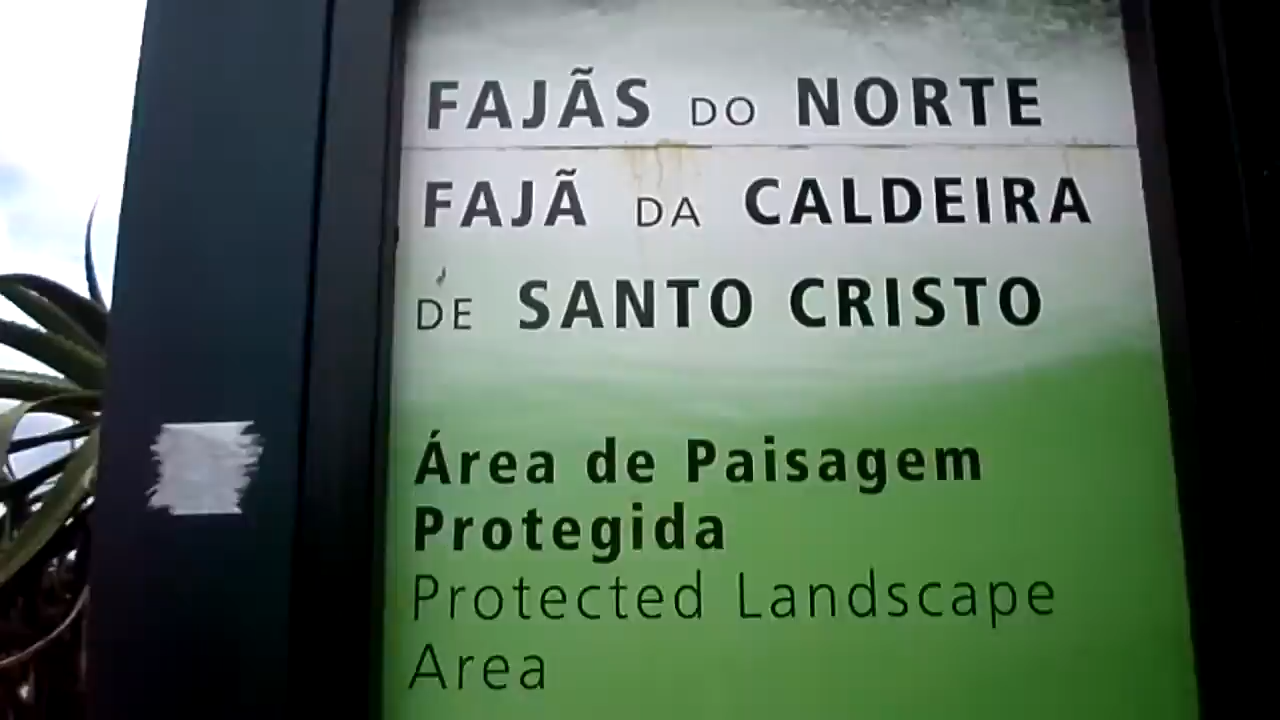 FAJÃS DO NORTE
FAJÃ DA CALDEIRA
DE SANTO CRISTO
Área de Paisagem
Protegida
Protected Landscape
Area